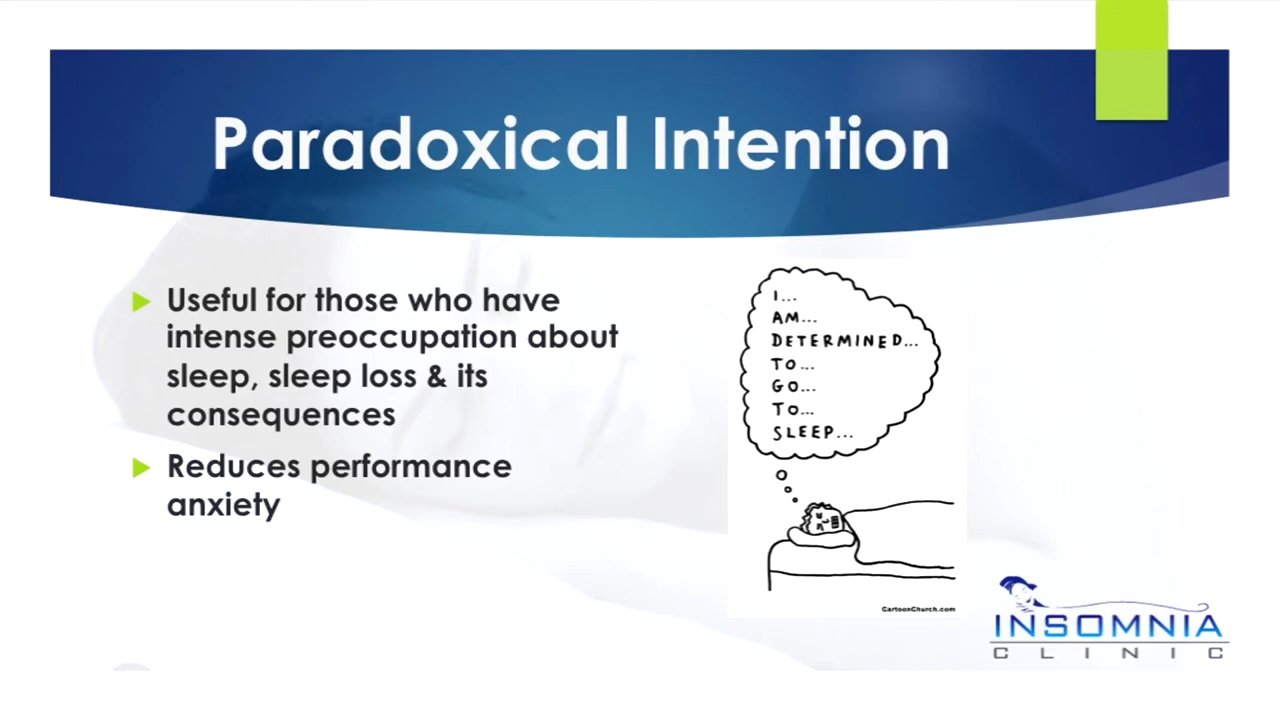 Paradoxical Intention
Useful for those who have
intense preoccupation about
sleep, sleep loss & its
consequences
Reduces performance
anxiety
I...
AM...
DETERMINED...
TO...
GO...
TO...
SLEEP...
CartoonChurch.com
INSOMNIA
CLINIC